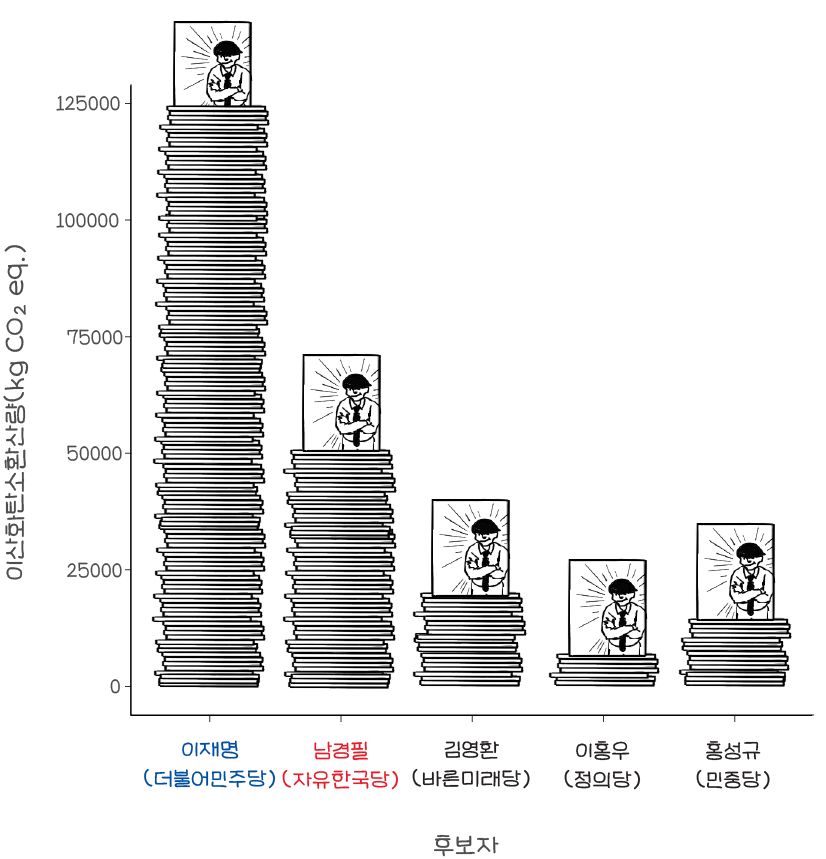 이산화탄소환산량(kg CO₂ eq.)
125000
100000
75000
50000
25000
0
이재명
(더불어민주당)
남경필
(자유한국당)
김영환
(바른미래당)
이홍우
(정의당)
홍성규
(민중당)
후보자